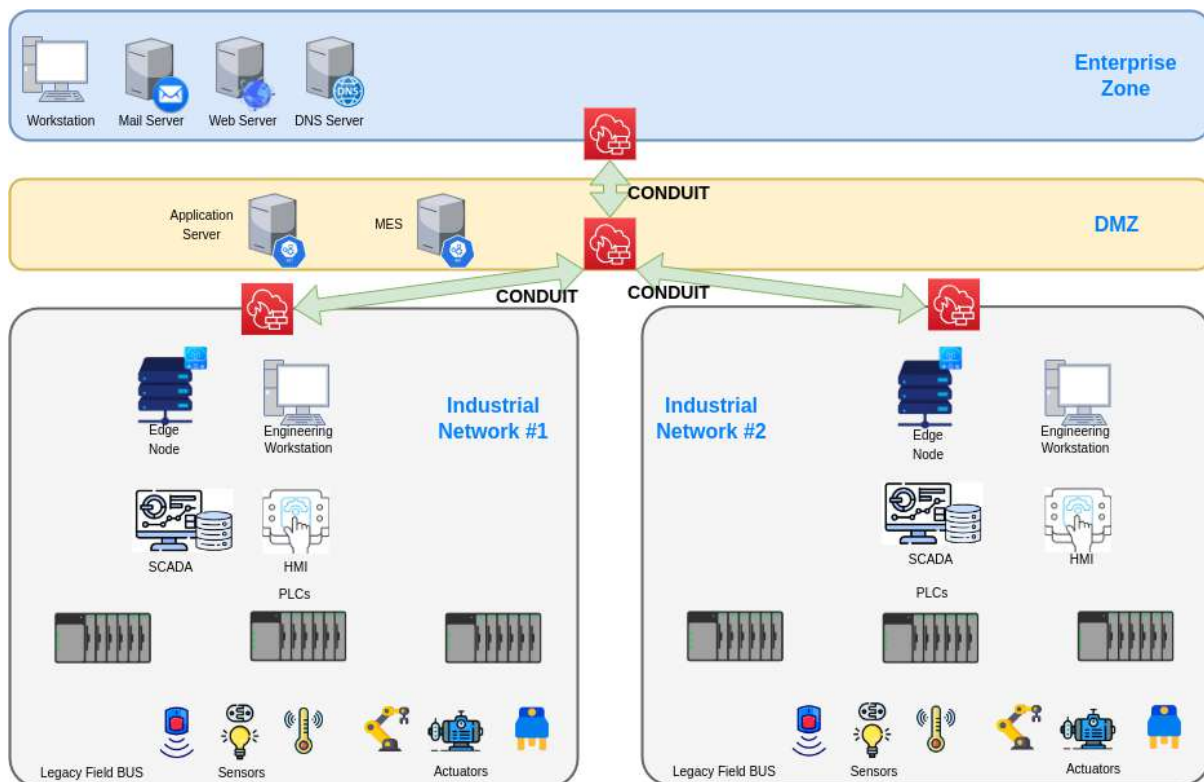 Enterprise
Zone
Workstation
Mail Server
Web Server
DNS Server
DNS
CONDUIT
Application
Server
MES
DMZ
CONDUIT
CONDUIT
Industrial
Network #1
Edge
Node
Engineering
Workstation
SCADA
HMI
PLCs
Legacy Field BUS
Sensors
Actuators
Industrial
Network #2
Edge
Node
Engineering
Workstation
SCADA
HMI
PLCs
Legacy Field BUS
Sensors
Actuators